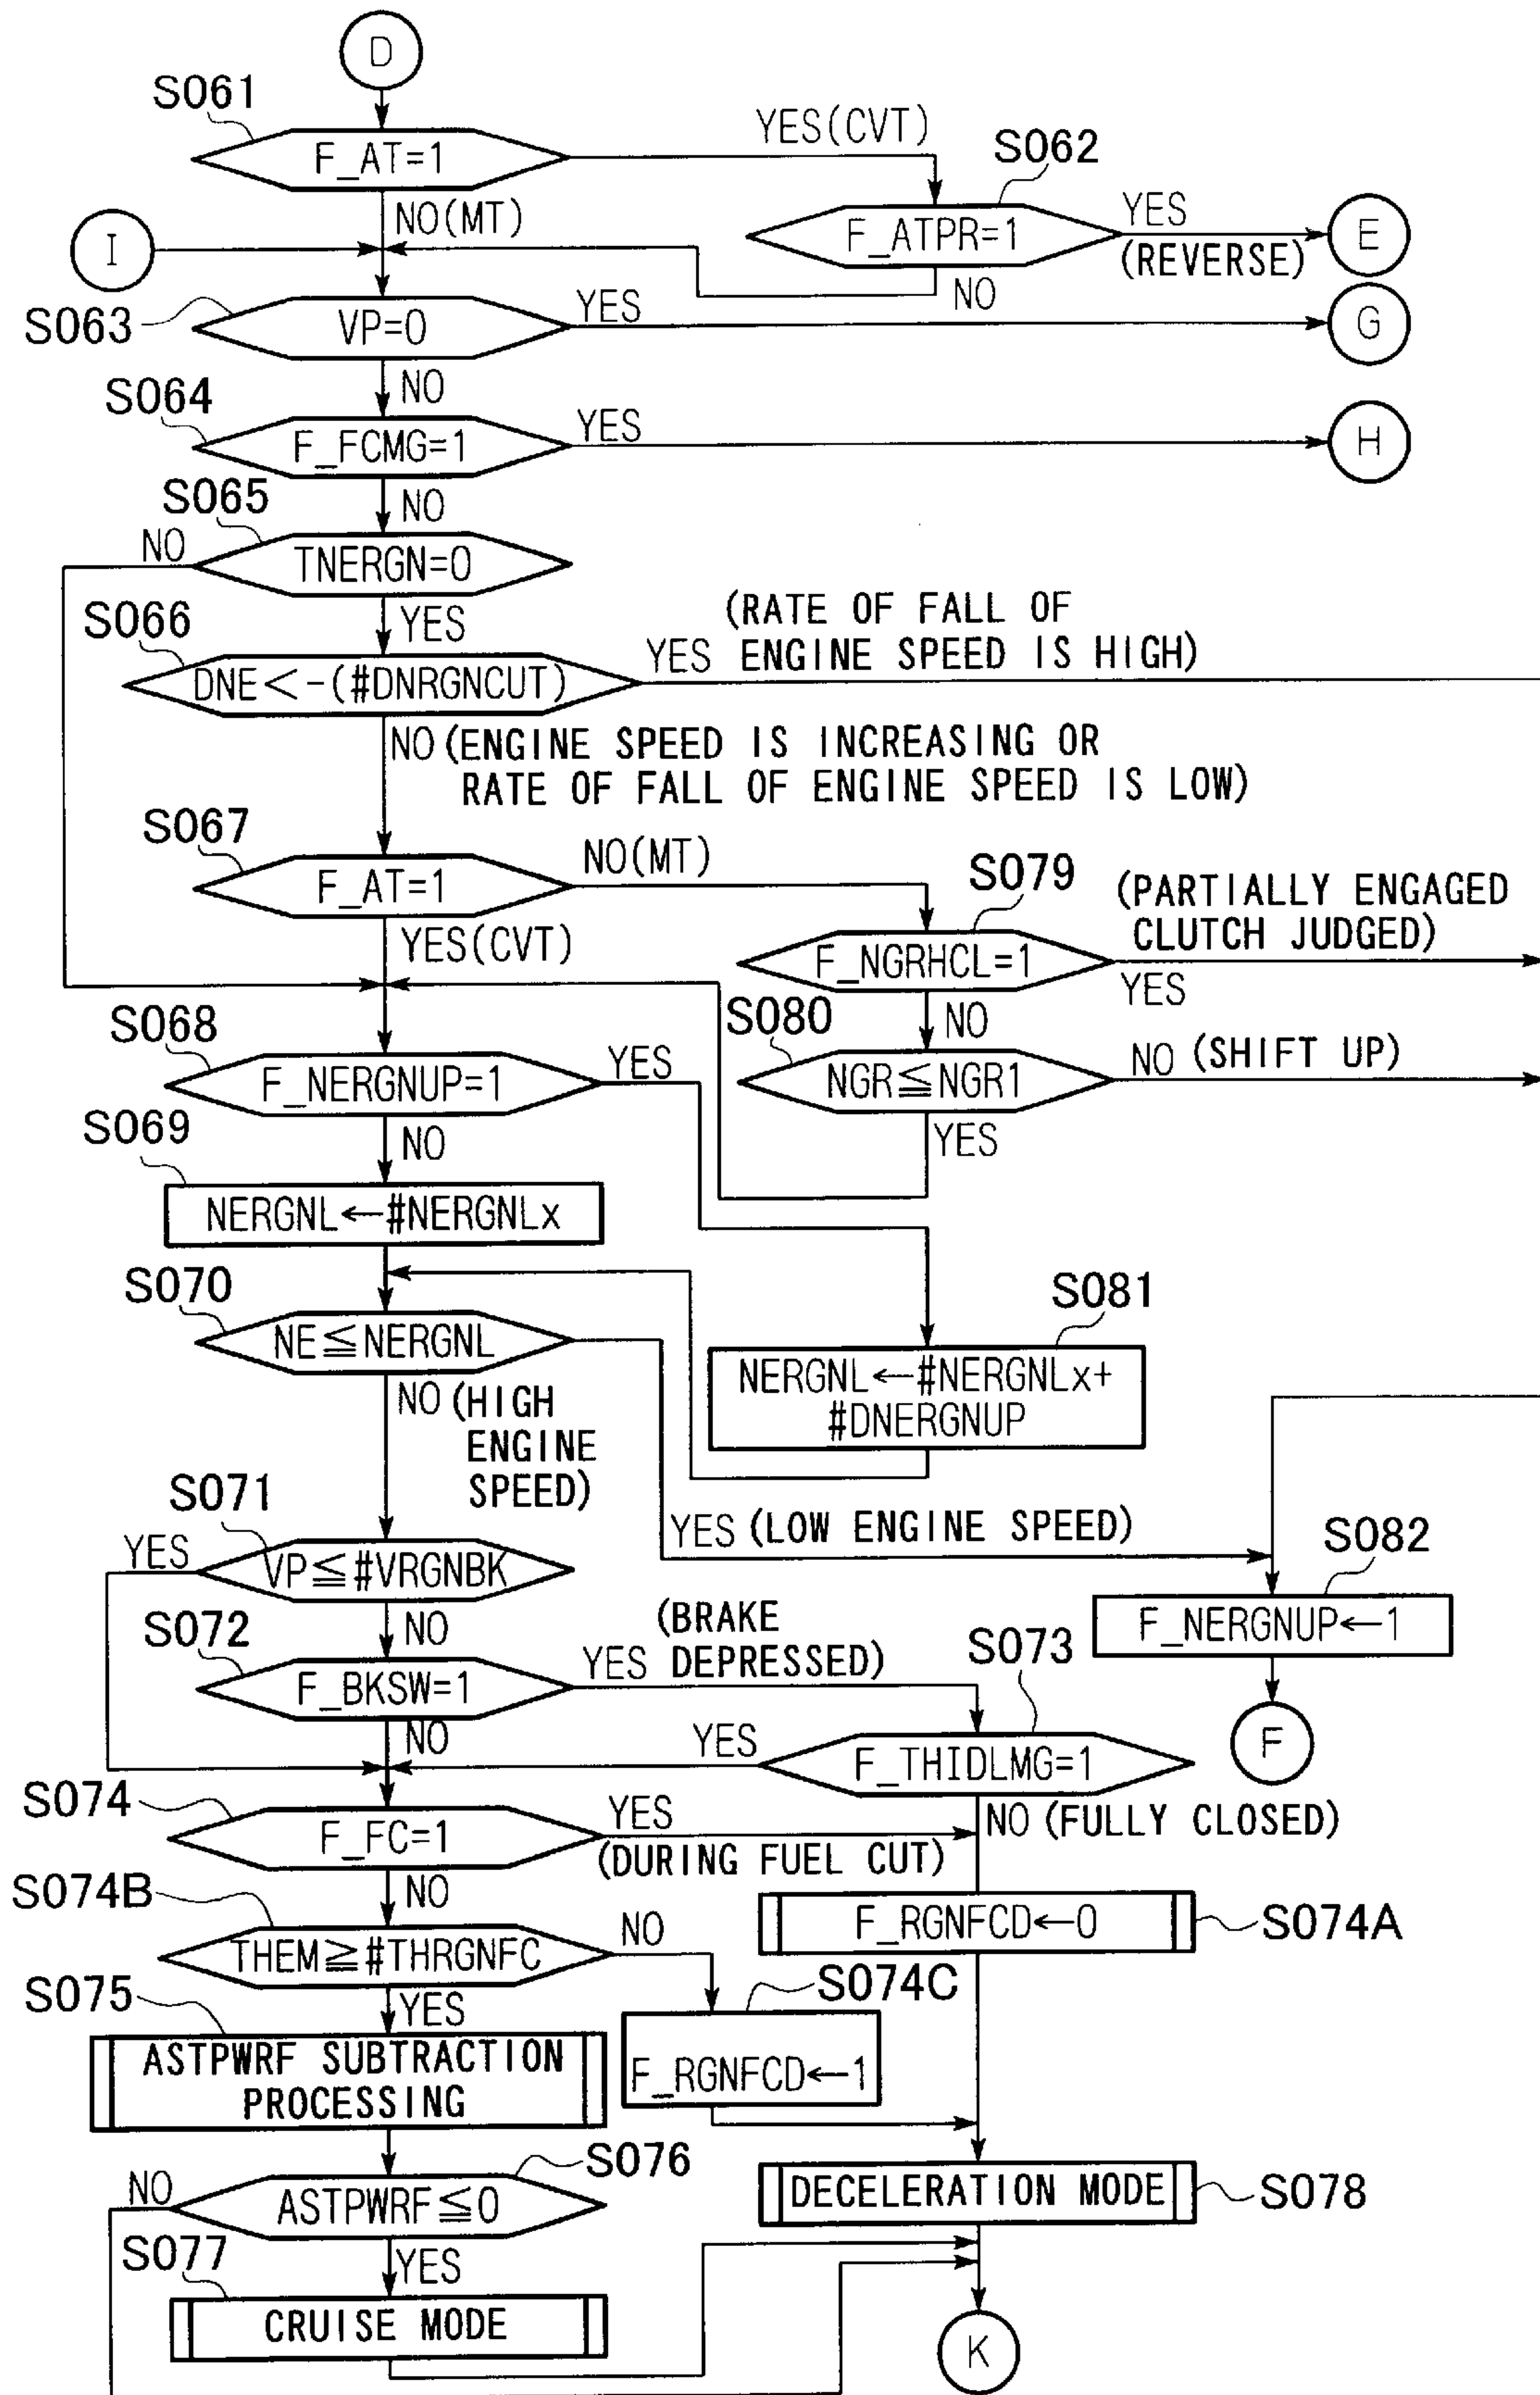 D
S061
F_AT=1
YES(CVT)
S062
NO(MT)
F_ATPR=1
YES
(REVERSE)
E
I
NO
S063
VP=0
YES
G
NO
S064
F_FCMG=1
YES
H
NO
S065
NO
TNERGN=0
YES
S066
DNE<-(#DNRGNCUT)
YES
(RATE OF FALL OF
ENGINE SPEED IS HIGH)
NO (ENGINE SPEED IS INCREASING OR
RATE OF FALL OF ENGINE SPEED IS LOW)
S067
F_AT=1
NO(MT)
S079
(PARTIALLY ENGAGED
CLUTCH JUDGED)
YES(CVT)
F_NGRHCL=1
YES
NO
S080
NGR≦NGR1
NO (SHIFT UP)
YES
S068
F_NERGNUP=1
YES
NO
S069
NERGNL←#NERGNLx
S070
NE≦NERGNL
S081
NERGNL←#NERGNLx+
#DNERGNUP
NO (HIGH
ENGINE
SPEED)
YES (LOW ENGINE SPEED)
S071
YES
VP≦#VRGNBK
NO
S082
F_NERGNUP←1
F
S072
F_BKSW=1
YES
(BRAKE
DEPRESSED)
NO
S073
YES
F_THIDLMG=1
NO (FULLY CLOSED)
S074
F_FC=1
YES
(DURING FUEL CUT)
NO
F_RGNFCD←0
S074A
S074B
THEM≧#THRGNFC
NO
YES
S074C
F_RGNFCD←1
S075
ASTPWRF SUBTRACTION
PROCESSING
S076
NO
ASTPWRF≦0
YES
DECELERATION MODE
S078
S077
CRUISE MODE
K